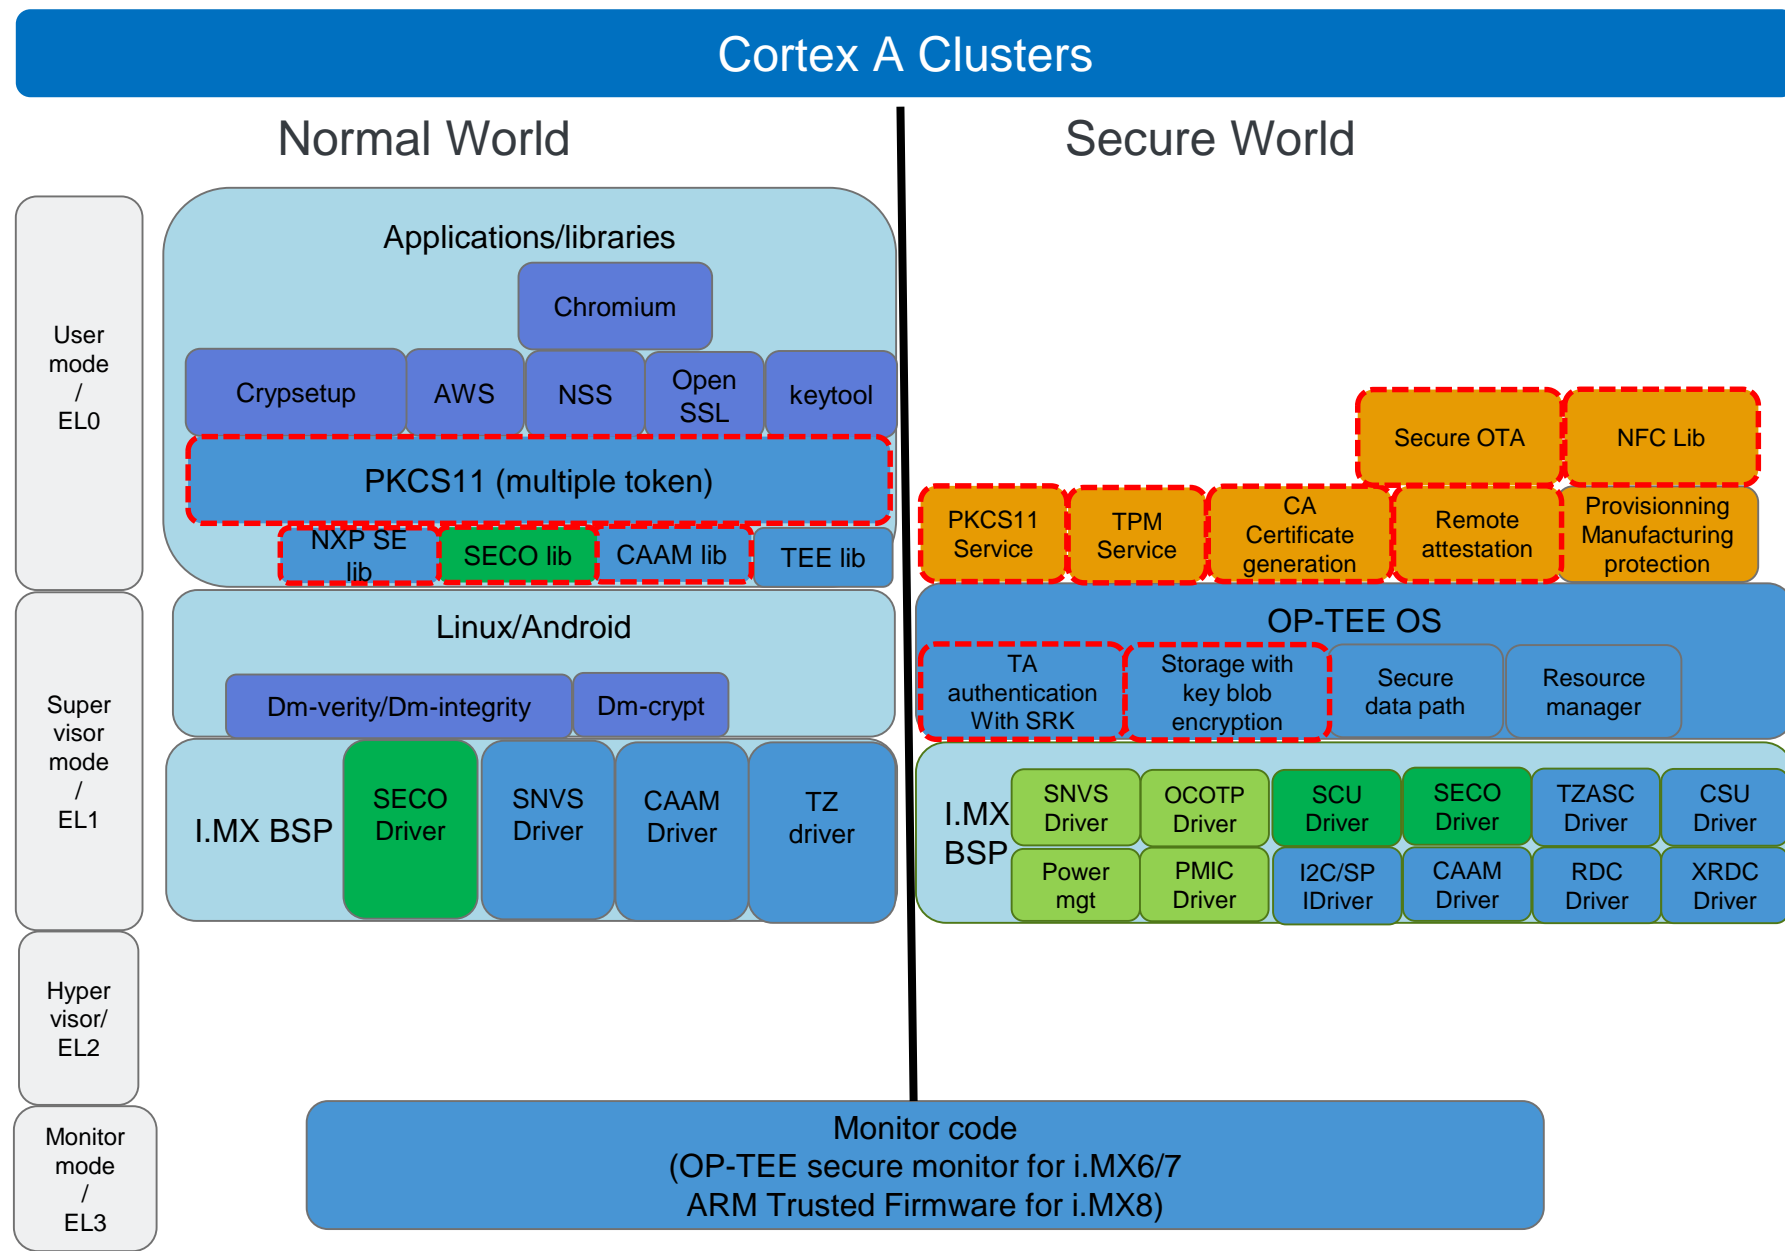 Cortex A Clusters
Normal World
Secure World
User
mode
/
EL0
Applications/libraries
Chromium
Crypsetup
AWS
NSS
Open
SSL
keytool
PKCS11 (multiple token)
NXP SE
lib
SECO lib
CAAM lib
TEE lib
Secure OTA
NFC Lib
PKCS11
Service
TPM
Service
CA
Certificate
generation
Remote
attestation
Provisionning
Manufacturing
protection
Super
visor
mode
/
EL1
Linux/Android
Dm-verity/Dm-integrity
Dm-crypt
I.MX BSP
SECO
Driver
SNVS
Driver
CAAM
Driver
TZ
driver
OP-TEE OS
TA
authentication
With SRK
Storage with
key blob
encryption
Secure
data path
Resource
manager
I.MX
BSP
SNVS
Driver
OCOTP
Driver
SCU
Driver
SECO
Driver
TZASC
Driver
CSU
Driver
Power
mgt
PMIC
Driver
I2C/SP
IDriver
CAAM
Driver
RDC
Driver
XRDC
Driver
Hyper
visor/
EL2
Monitor
mode
/
EL3
Monitor code
(OP-TEE secure monitor for i.MX6/7
ARM Trusted Firmware for i.MX8)